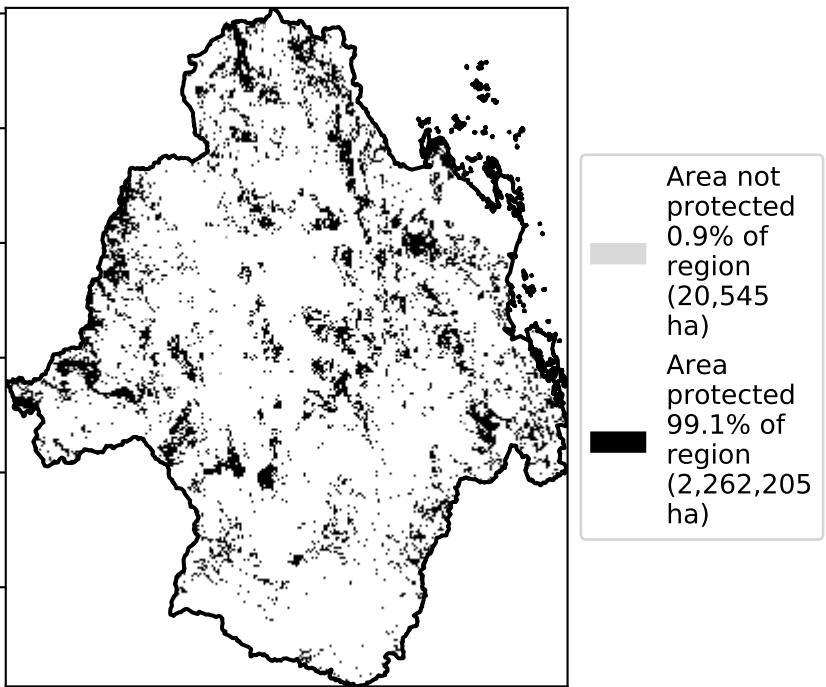 Area not
protected
0.9% of
region
(20,545
ha)
Area
protected
99.1% of
region
(2,262,205
ha)